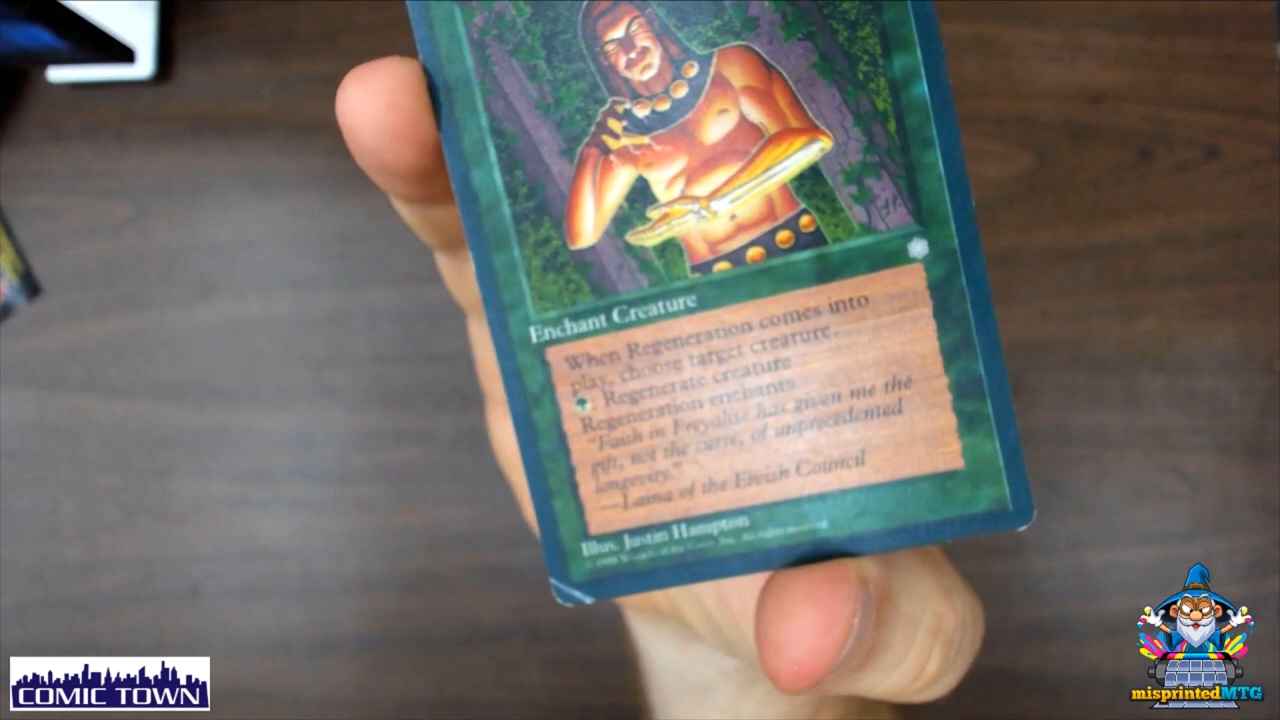 Enchant Creature
When Regeneration comes into
play, choose target creature.
Regenerate creature
Regeneration enchants.
"Faith in Freyalise has given me the
gift, not the curse, of unprecedented
longevity."
—Laina of the Elvish Council
Illus. Justin Hampton
COMIC TOWN
misprintedMTG